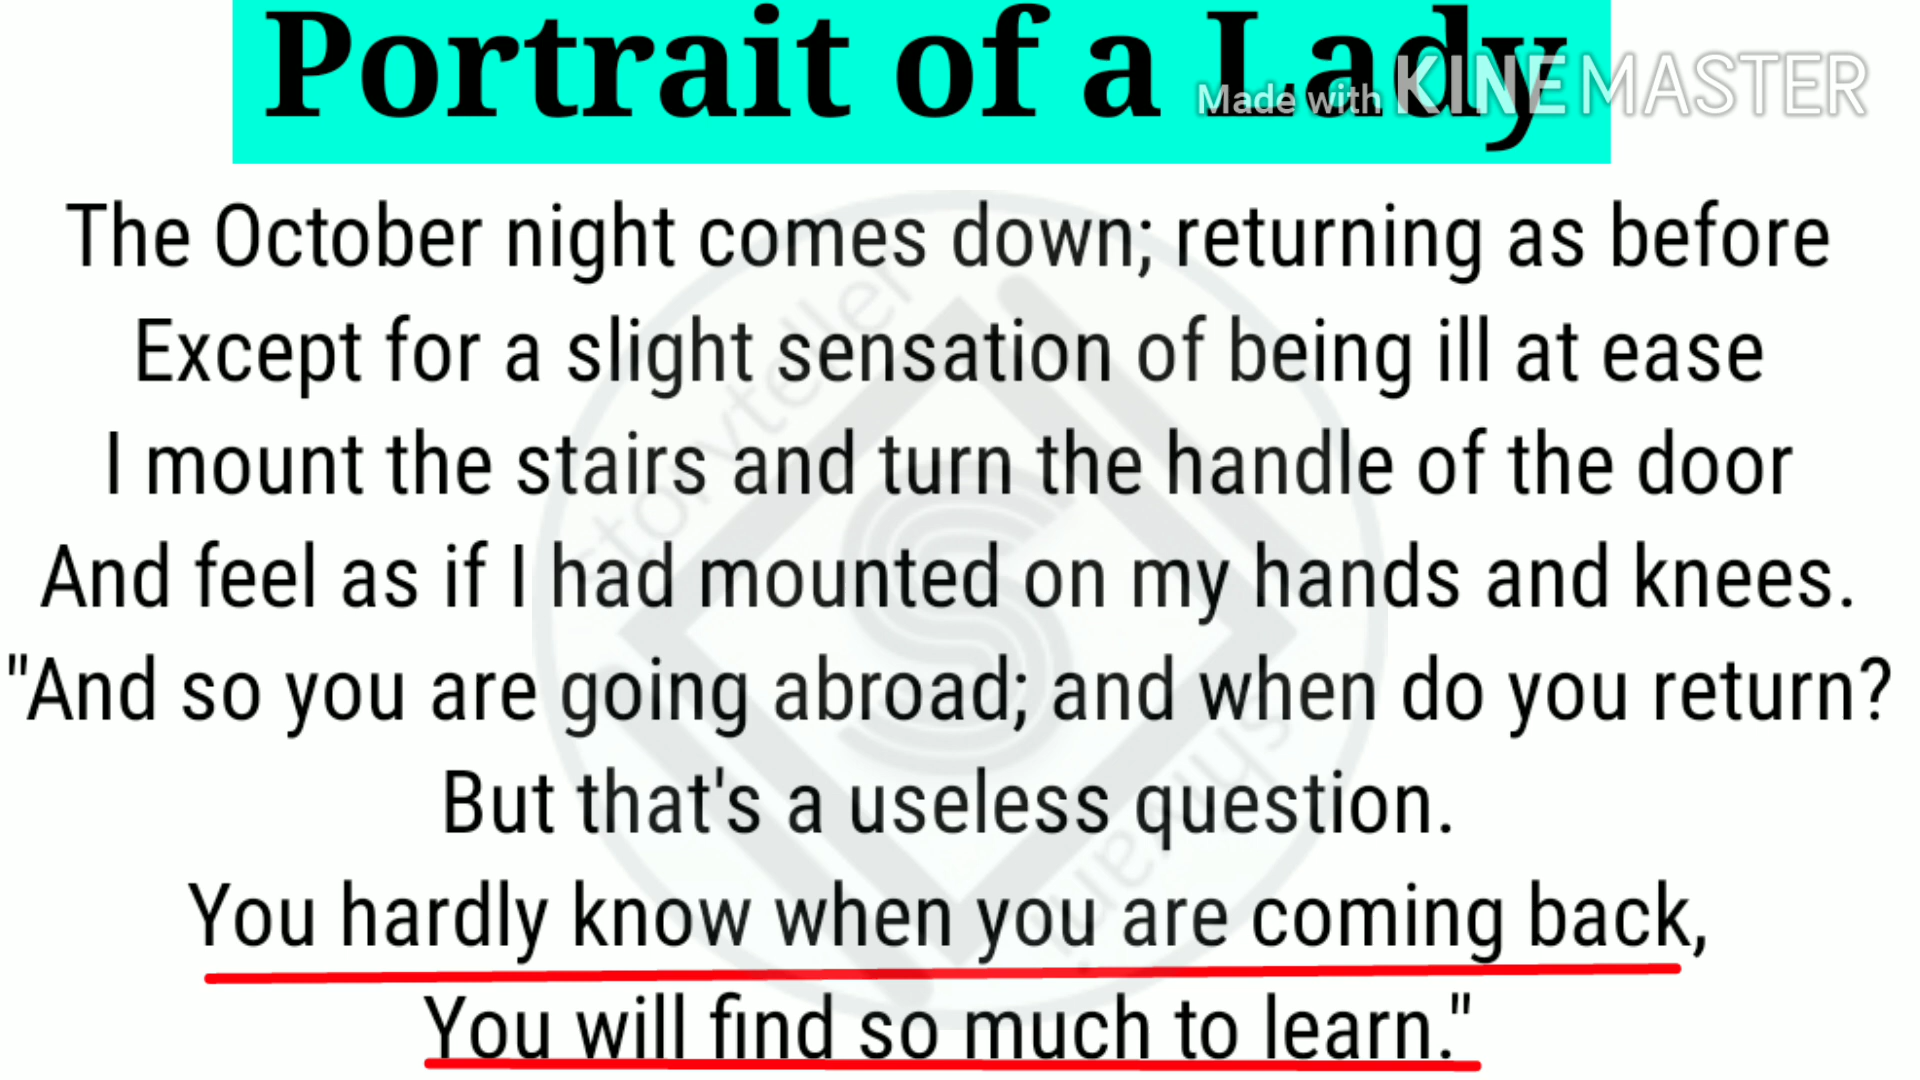 Portrait of a Lady
Made with KINEMASTER
The October night comes down; returning as before
Except for a slight sensation of being ill at ease
I mount the stairs and turn the handle of the door
And feel as if I had mounted on my hands and knees.
"And so you are going abroad; and when do you return?
But that's a useless question.
You hardly know when you are coming back,
You will find so much to learn."
storyteller
shivani